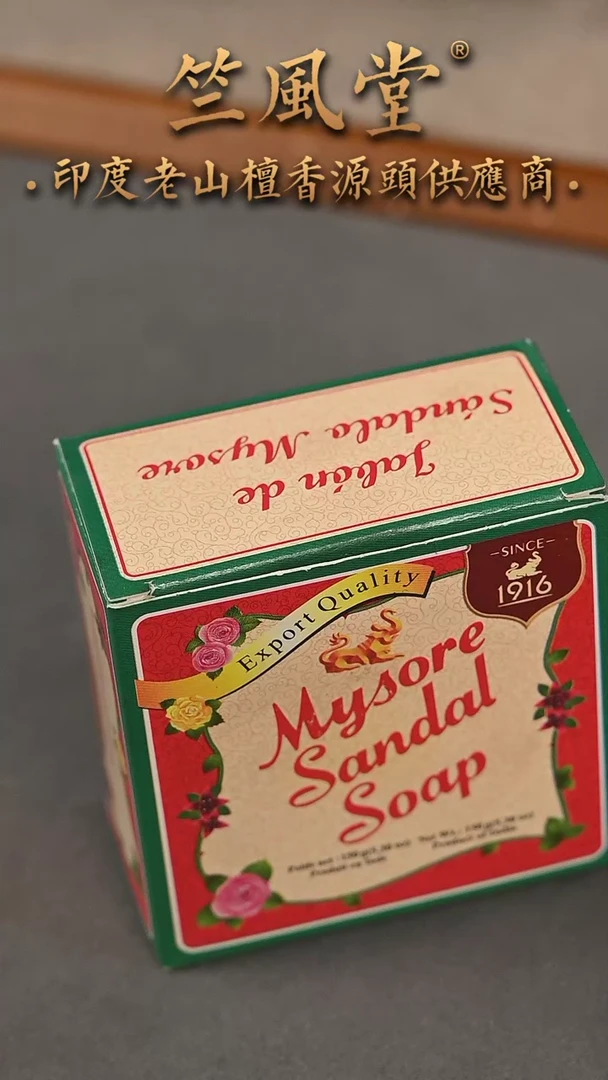 竺風堂®
·印度老山檀香源頭供應商·
Jabón de
Sándalo Mysore
Export Quality
-SINCE-
1916
Mysore
Sandal
Soap